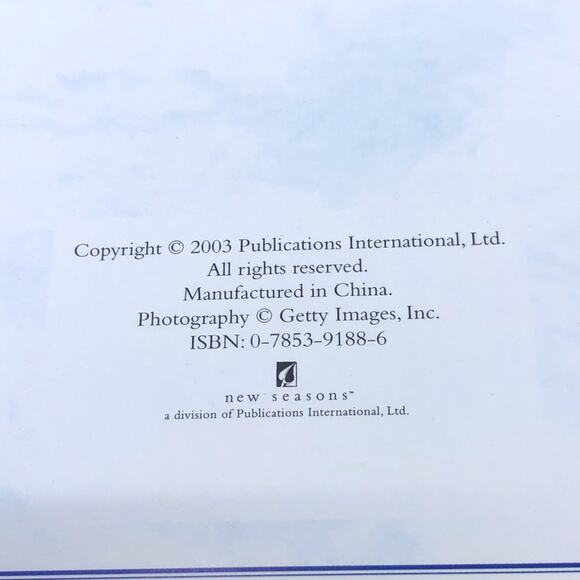 Copyright © 2003 Publications International, Ltd.
All rights reserved.
Manufactured in China.
Photography © Getty Images, Inc.
ISBN: 0-7853-9188-6
new seasons™
a division of Publications International, Ltd.